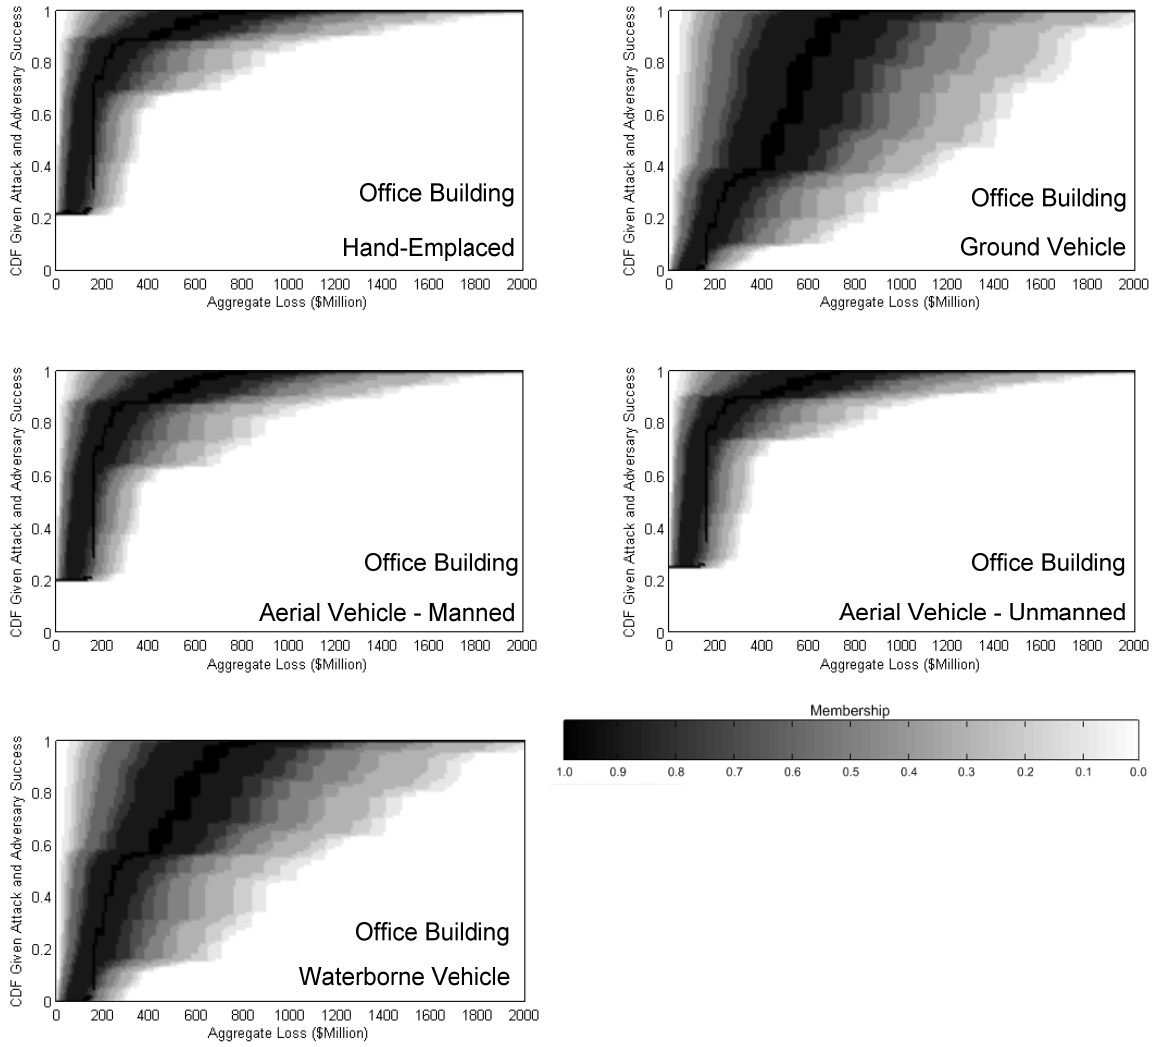 CDF Given Attack and Adversary Success
1
0.8
0.6
0.4
0.2
0
Office Building
Hand-Emplaced
0 200 400 600 800 1000 1200 1400 1600 1800 2000
Aggregate Loss ($Million)
CDF Given Attack and Adversary Success
1
0.8
0.6
0.4
0.2
0
Office Building
Ground Vehicle
0 200 400 600 800 1000 1200 1400 1600 1800 2000
Aggregate Loss ($Million)
CDF Given Attack and Adversary Success
1
0.8
0.6
0.4
0.2
0
Office Building
Aerial Vehicle - Manned
0 200 400 600 800 1000 1200 1400 1600 1800 2000
Aggregate Loss ($Million)
CDF Given Attack and Adversary Success
1
0.8
0.6
0.4
0.2
0
Office Building
Aerial Vehicle - Unmanned
0 200 400 600 800 1000 1200 1400 1600 1800 2000
Aggregate Loss ($Million)
Membership
1.0 0.9 0.8 0.7 0.6 0.5 0.4 0.3 0.2 0.1 0.0
CDF Given Attack and Adversary Success
1
0.8
0.6
0.4
0.2
0
Office Building
Waterborne Vehicle
0 200 400 600 800 1000 1200 1400 1600 1800 2000
Aggregate Loss ($Million)